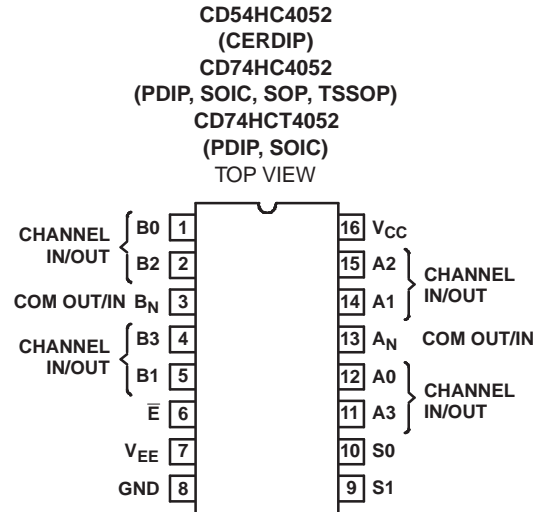 CD54HC4052
(CERDIP)
CD74HC4052
(PDIP, SOIC, SOP, TSSOP)
CD74HCT4052
(PDIP, SOIC)
TOP VIEW
CHANNEL IN/OUT
B0 1
B2 2
COM OUT/IN BN 3
CHANNEL IN/OUT
B3 4
B1 5
E̅ 6
VEE 7
GND 8
16 VCC
15 A2
14 A1
CHANNEL IN/OUT
13 AN COM OUT/IN
12 A0
11 A3
CHANNEL IN/OUT
10 S0
9 S1